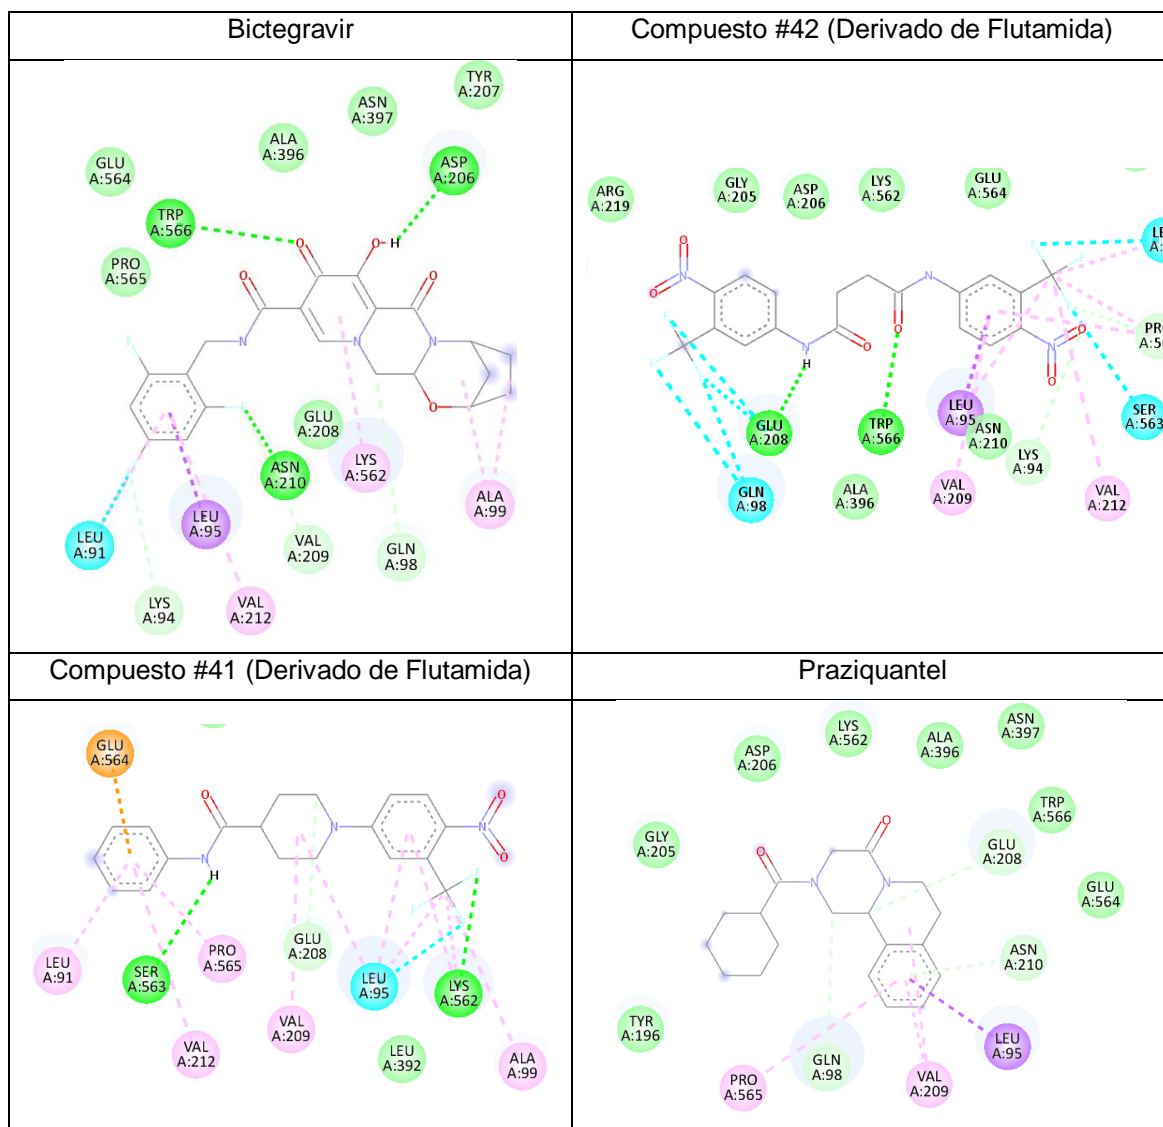 Bictegravir
TYR
A:207
ASN
A:397
ALA
A:396
ASP
A:206
GLU
A:564
TRP
A:566
O
O
H
PRO
A:565
O
O
N
N
N
F
F
F
O
GLU
A:208
LYS
A:562
ASN
A:210
ALA
A:99
LEU
A:95
LEU
A:91
VAL
A:209
GLN
A:98
LYS
A:94
VAL
A:212
Compuesto #42 (Derivado de Flutamida)
ARG
A:219
GLY
A:205
ASP
A:206
LYS
A:562
GLU
A:564
O
N
O
F
F
F
N
H
O
O
N
F
F
F
N
O
O
SER
A:563
LEU
A:95
GLU
A:208
TRP
A:566
ASN
A:210
LYS
A:94
GLN
A:98
ALA
A:396
VAL
A:209
VAL
A:212
Compuesto #41 (Derivado de Flutamida)
GLU
A:564
O
N
H
N
N
O
O
F
F
F
GLU
A:208
PRO
A:565
LEU
A:91
SER
A:563
LEU
A:95
LYS
A:562
VAL
A:209
VAL
A:212
LEU
A:392
ALA
A:99
Praziquantel
ASP
A:206
LYS
A:562
ALA
A:396
ASN
A:397
TRP
A:566
GLY
A:205
GLU
A:208
GLU
A:564
O
O
N
N
ASN
A:210
TYR
A:196
LEU
A:95
PRO
A:565
GLN
A:98
VAL
A:209